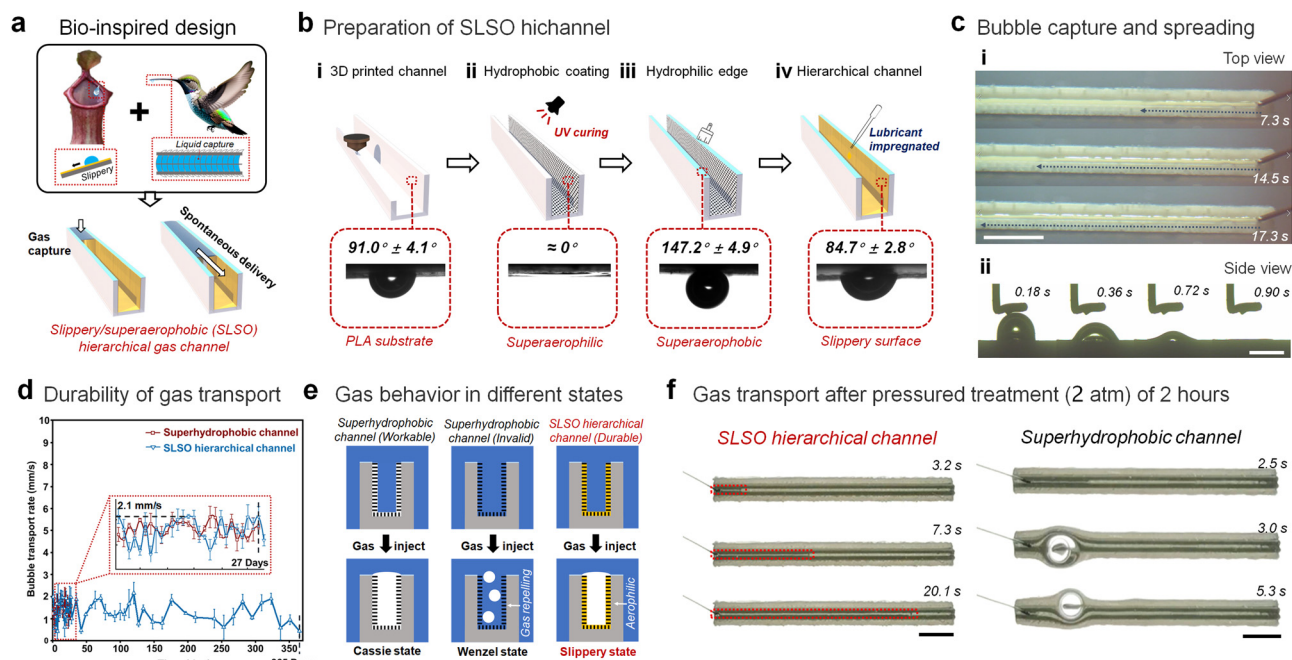 a Bio-inspired design
Slippery
Liquid capture
Gas
capture
Spontaneous delivery
Slippery/superaerophobic (SLSO)
hierarchical gas channel
b Preparation of SLSO hichannel
i 3D printed channel
ii Hydrophobic coating
iii Hydrophilic edge
iv Hierarchical channel
UV curing
Lubricant
impregnated
91.0° ± 4.1°
≈ 0°
147.2° ± 4.9°
84.7° ± 2.8°
PLA substrate
Superaerophilic
Superaerophobic
Slippery surface
c Bubble capture and spreading
i
Top view
7.3 s
14.5 s
17.3 s
ii
Side view
0.18 s
0.36 s
0.72 s
0.90 s
d Durability of gas transport
Bubble transport rate (mm/s)
10
9
8
7
6
5
4
3
2
1
0
Superhydrophobic channel
SLSO hierarchical channel
2.1 mm/s
27 Days
0 50 100 150 200 250 300 350
e Gas behavior in different states
Superhydrophobic
channel (Workable)
Superhydrophobic
channel (Invalid)
SLSO hierarchical
channel (Durable)
Gas inject
Gas inject
Gas inject
Gas repelling
Aerophilic
Cassie state
Wenzel state
Slippery state
f Gas transport after pressured treatment (2 atm) of 2 hours
SLSO hierarchical channel
3.2 s
7.3 s
20.1 s
Superhydrophobic channel
2.5 s
3.0 s
5.3 s